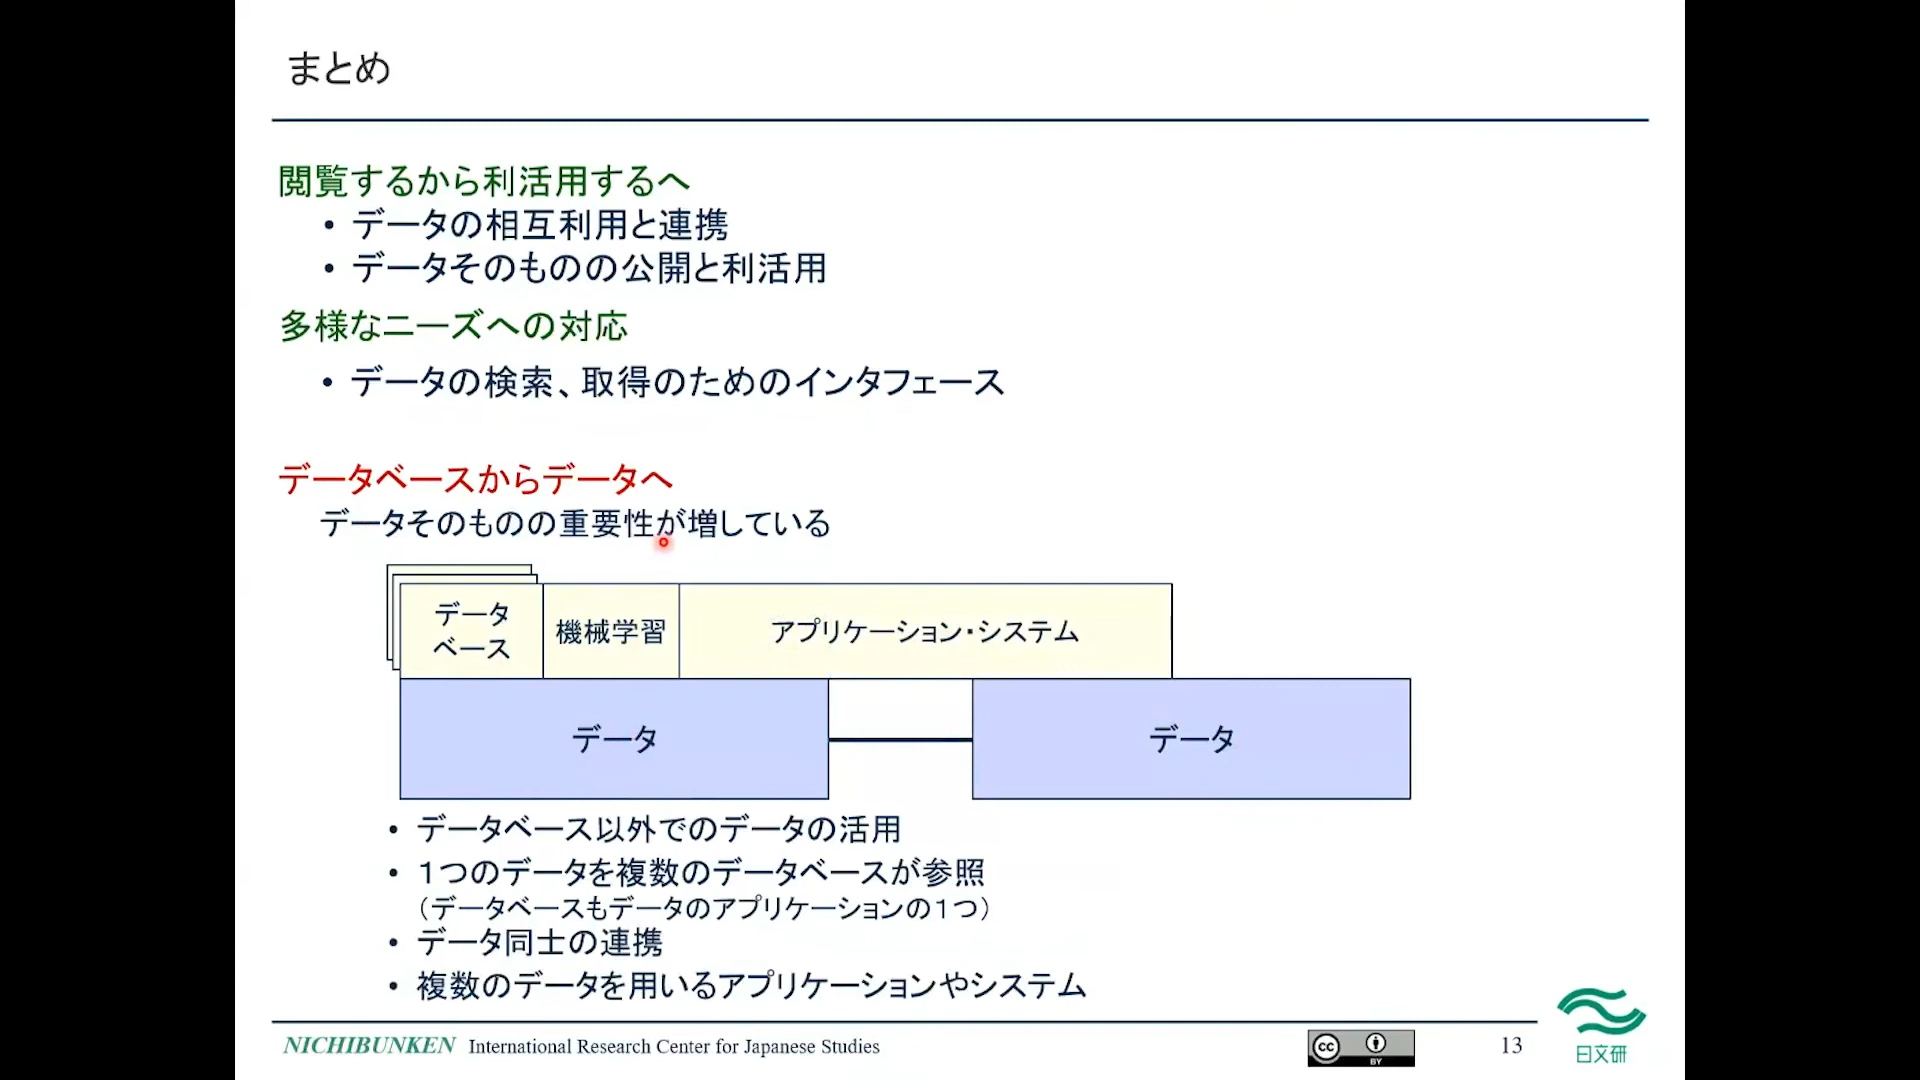 まとめ
閲覧するから利活用するへ
• データの相互利用と連携
• データそのものの公開と利活用
多様なニーズへの対応
• データの検索、取得のためのインタフェース
データベースからデータへ
データそのものの重要性が増している
データ
ベース
機械学習
アプリケーション・システム
データ
データ
• データベース以外でのデータの活用
• １つのデータを複数のデータベースが参照
（データベースもデータのアプリケーションの１つ）
• データ同士の連携
• 複数のデータを用いるアプリケーションやシステム
NICHIBUNKEN International Research Center for Japanese Studies
cc
BY
13
日文研